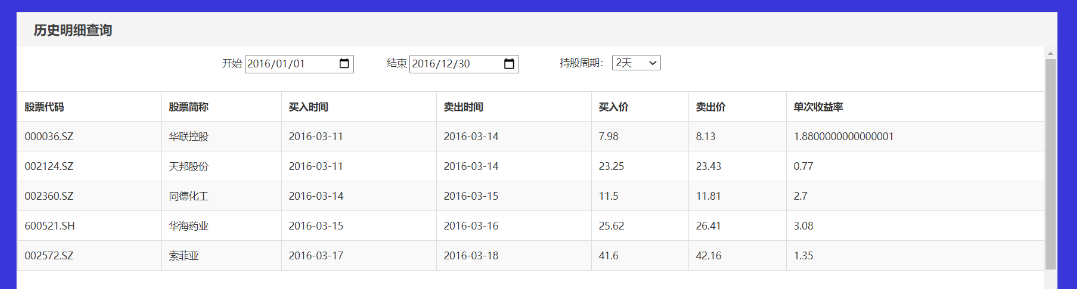 历史明细查询
开始 2016/01/01 结束 2016/12/30 持股周期： 2天
股票代码 股票简称 买入时间 卖出时间 买入价 卖出价 单次收益率
000036.SZ 华联控股 2016-03-11 2016-03-14 7.98 8.13 1.8800000000000001
002124.SZ 天邦股份 2016-03-11 2016-03-14 23.25 23.43 0.77
002360.SZ 同德化工 2016-03-14 2016-03-15 11.5 11.81 2.7
600521.SH 华海药业 2016-03-15 2016-03-16 25.62 26.41 3.08
002572.SZ 索菲亚 2016-03-17 2016-03-18 41.6 42.16 1.35